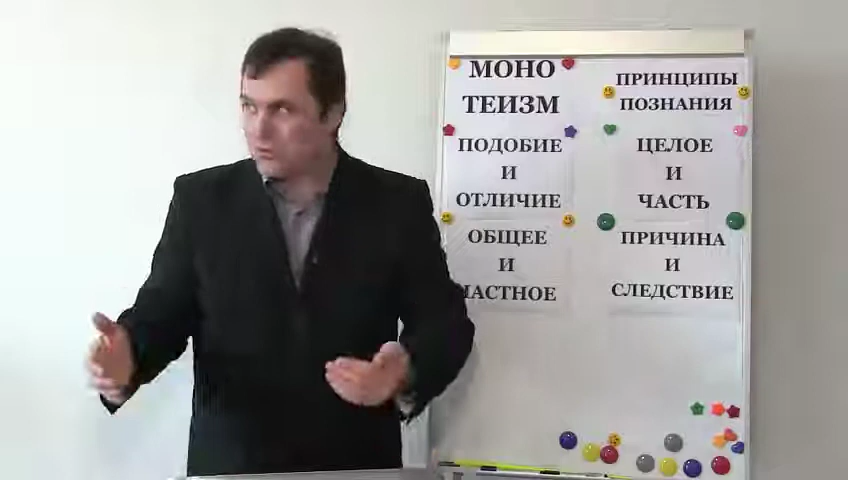 МОНО
ТЕИЗМ
ПРИНЦИПЫ
ПОЗНАНИЯ
ПОДОБИЕ
И
ОТЛИЧИЕ
ЦЕЛОЕ
И
ЧАСТЬ
ОБЩЕЕ
И
ЧАСТНОЕ
ПРИЧИНА
И
СЛЕДСТВИЕ